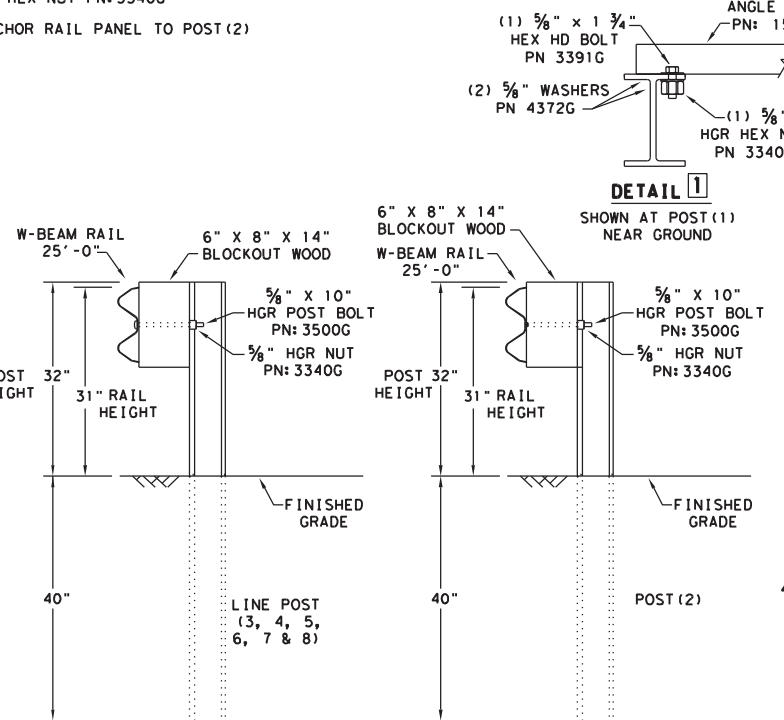 CHOR RAIL PANEL TO POST(2)
(1) 5/8" x 1 3/4"
HEX HD BOLT
PN 3391G
ANGLE
PN: 15
(2) 5/8" WASHERS
PN 4372G
(1) 5/8"
HGR HEX N
PN 3340
DETAIL 1
SHOWN AT POST(1)
NEAR GROUND
W-BEAM RAIL
25'-0"
6" X 8" X 14"
BLOCKOUT WOOD
5/8" X 10"
HGR POST BOLT
PN:3500G
5/8" HGR NUT
PN:3340G
OST 32"
IGHT
31" RAIL
HEIGHT
FINISHED
GRADE
40"
LINE POST
(3, 4, 5,
6, 7 & 8)
6" X 8" X 14"
BLOCKOUT WOOD
W-BEAM RAIL
25'-0"
5/8" X 10"
HGR POST BOLT
PN:3500G
5/8" HGR NUT
PN:3340G
POST 32"
HEIGHT
31" RAIL
HEIGHT
FINISHED
GRADE
40"
POST(2)